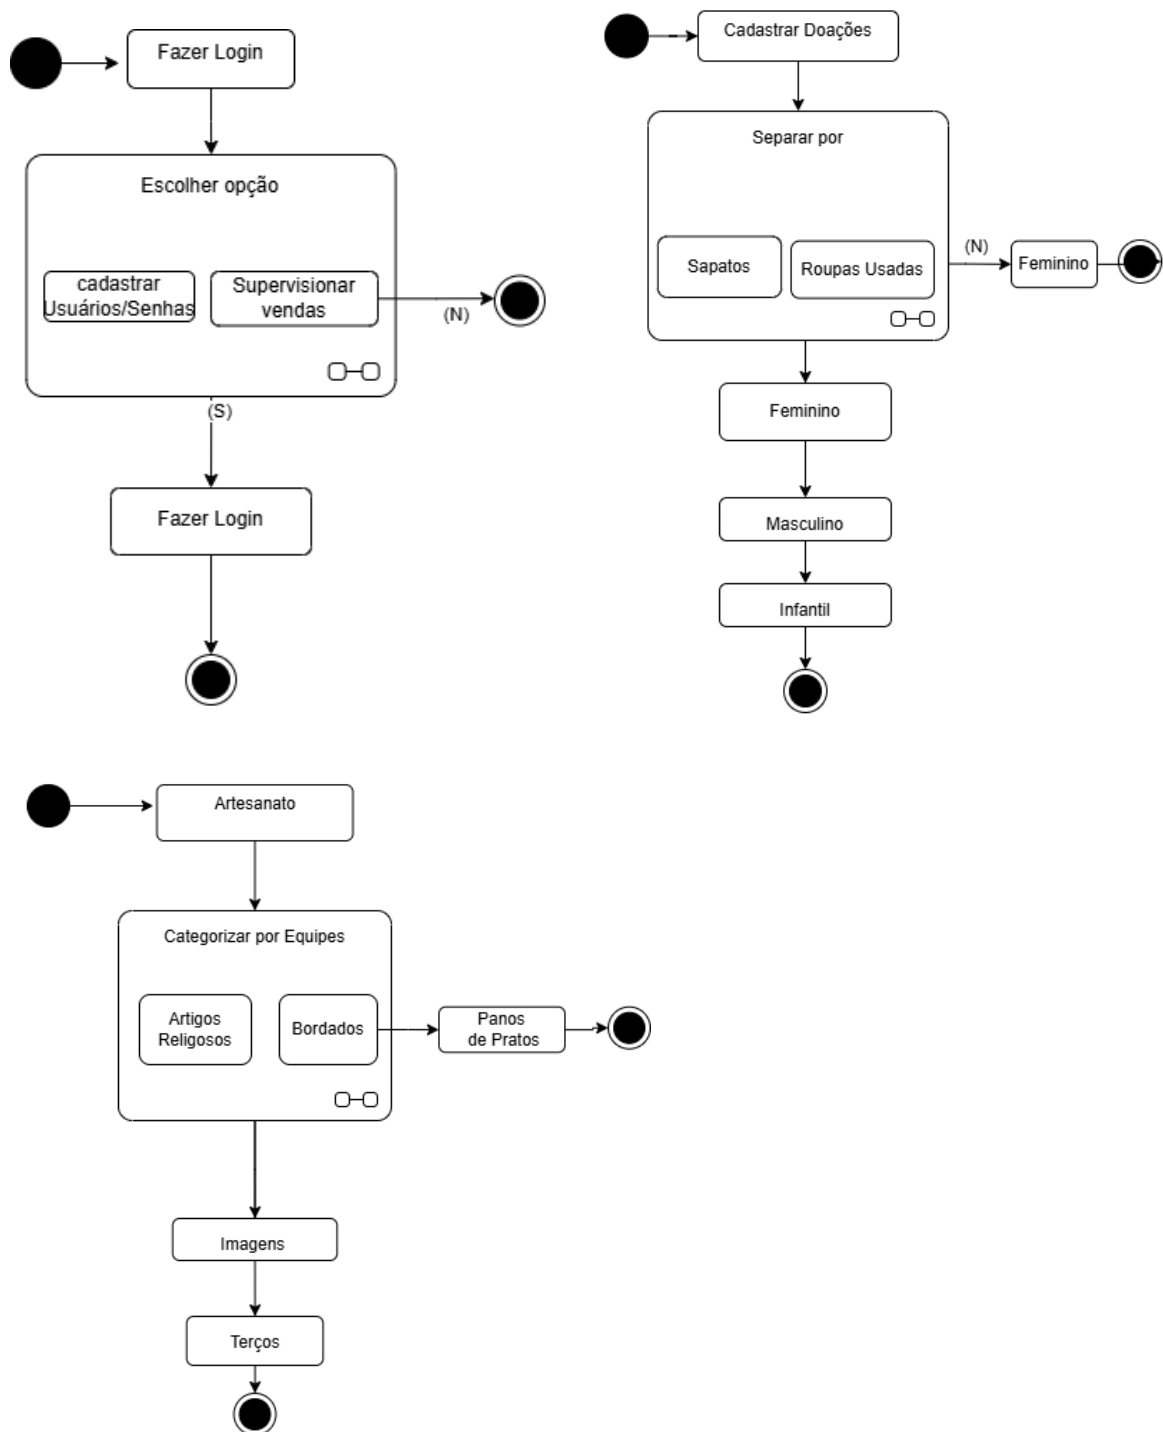 Fazer Login
Escolher opção
cadastrar
Usuários/Senhas
Supervisionar
vendas
(N)
(S)
Fazer Login
Cadastrar Doações
Separar por
Sapatos
Roupas Usadas
(N)
Feminino
Feminino
Masculino
Infantil
Artesanato
Categorizar por Equipes
Artigos
Religosos
Bordados
Panos
de Pratos
Imagens
Terços